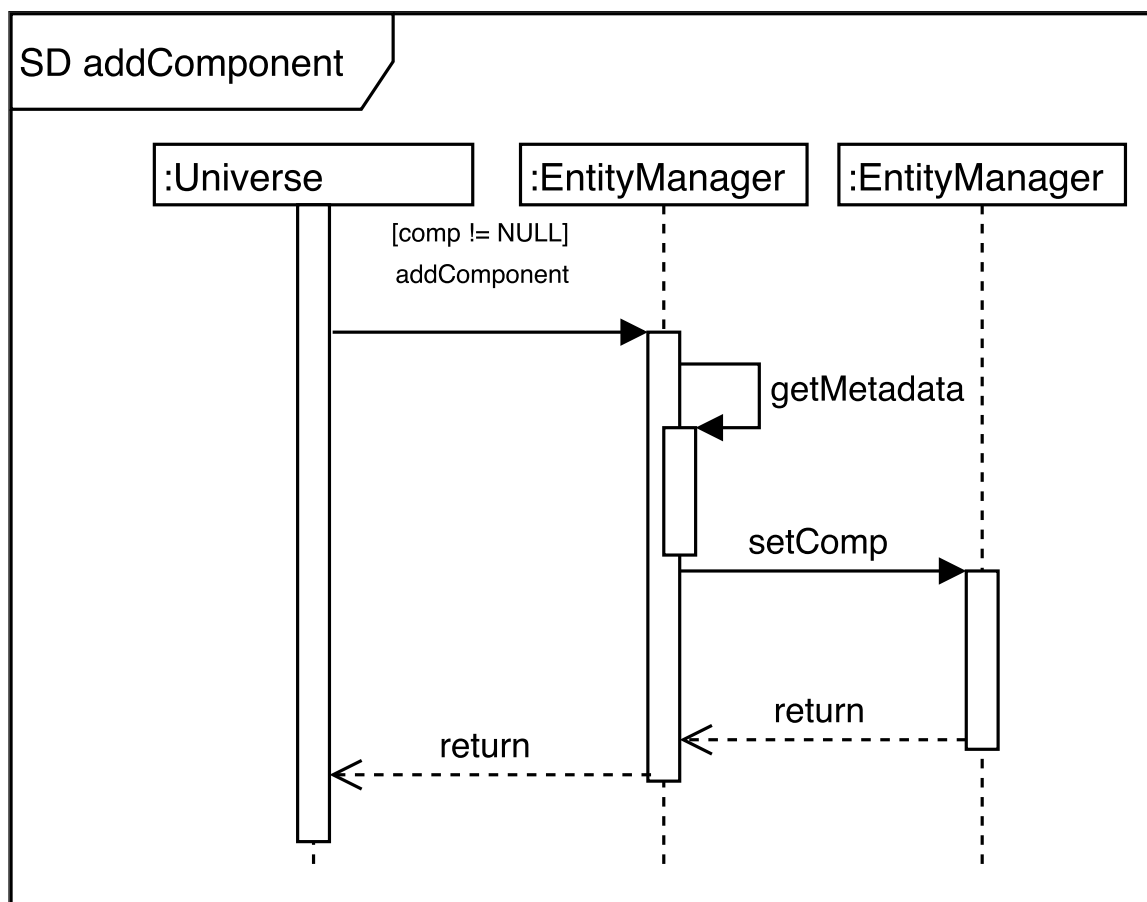 SD addComponent
:Universe
:EntityManager
:EntityManager
[comp != NULL]
addComponent
getMetadata
setComp
return
return